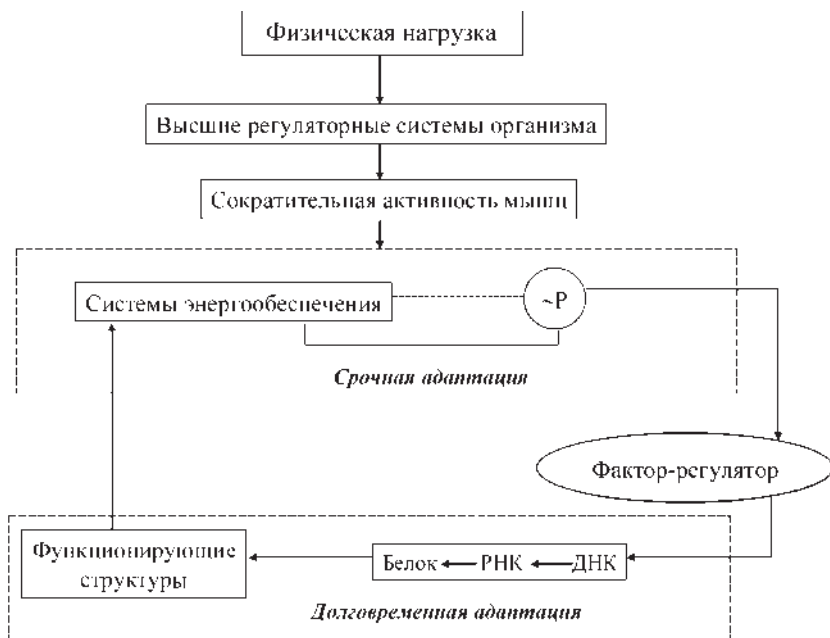 Физическая нагрузка
Высшие регуляторные системы организма
Сократительная активность мышц
Системы энергообеспечения
~P
Срочная адаптация
Фактор-регулятор
Функционирующие
структуры
Белок РНК ДНК
Долговременная адаптация